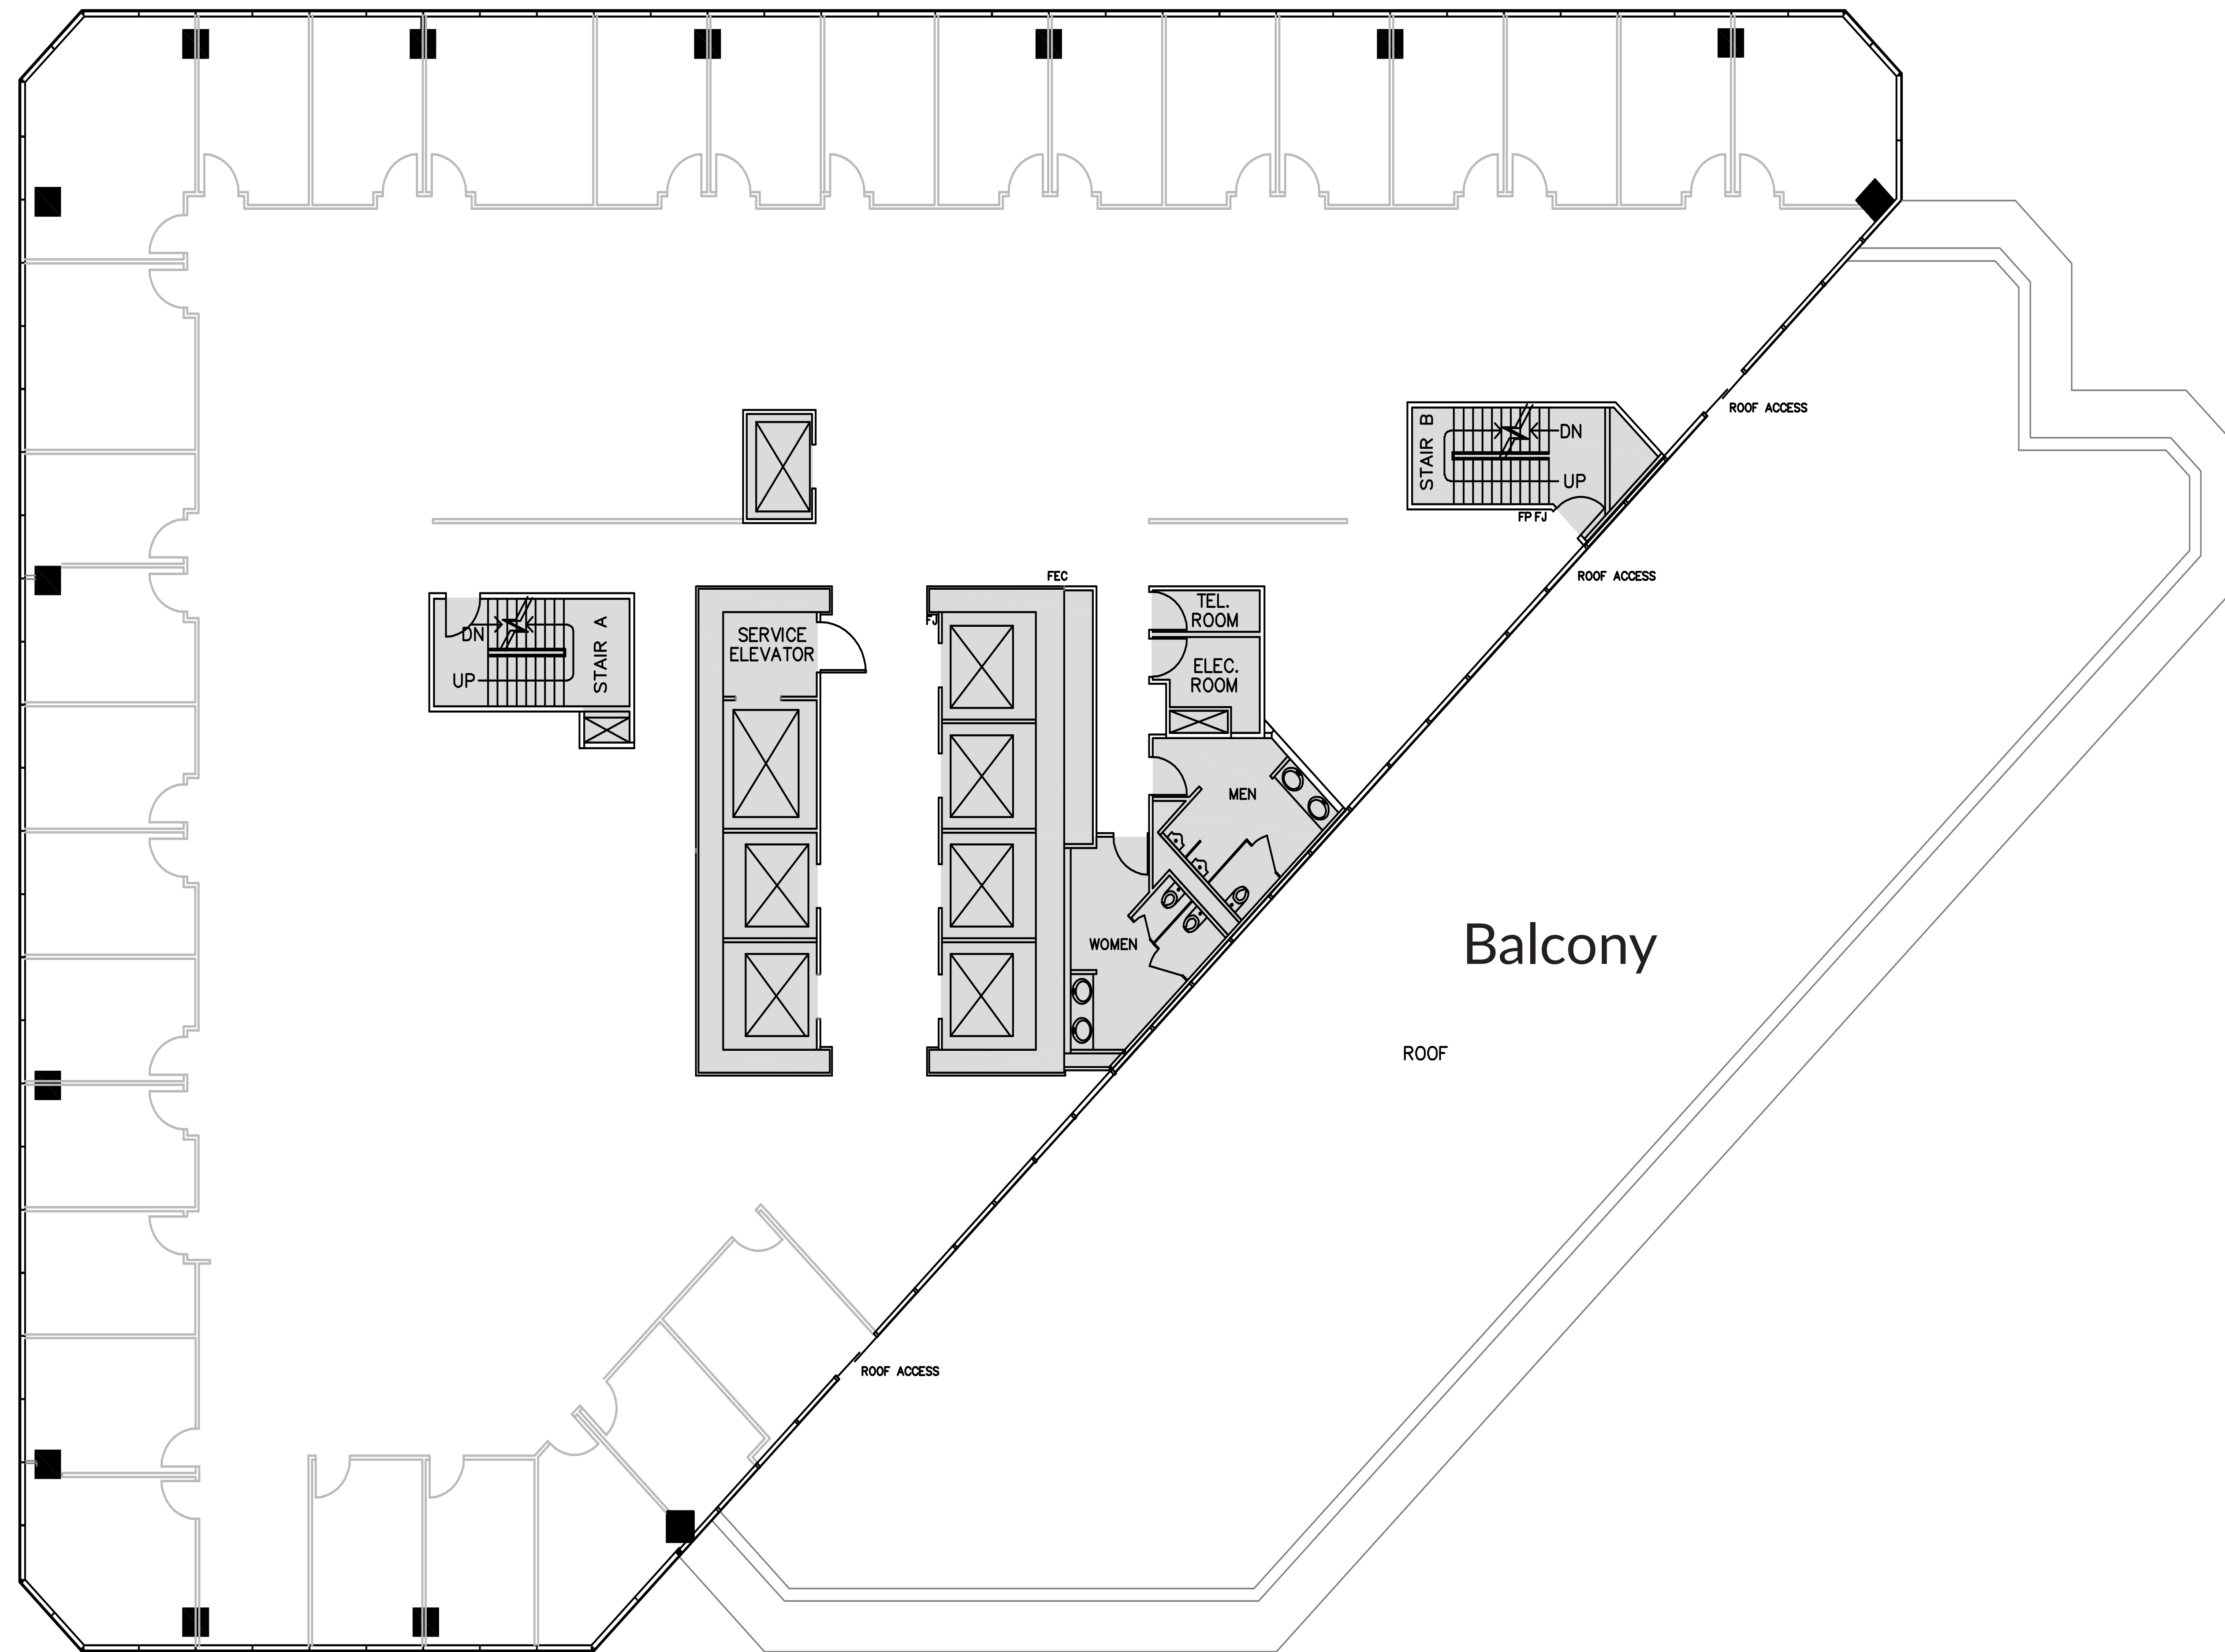 ROOF ACCESS
STAIR B
DN
UP
FP FJ
ROOF ACCESS
FEC
TEL.
ROOM
FJ
DN
UP
STAIR A
SERVICE
ELEVATOR
ELEC.
ROOM
MEN
WOMEN
Balcony
ROOF
ROOF ACCESS